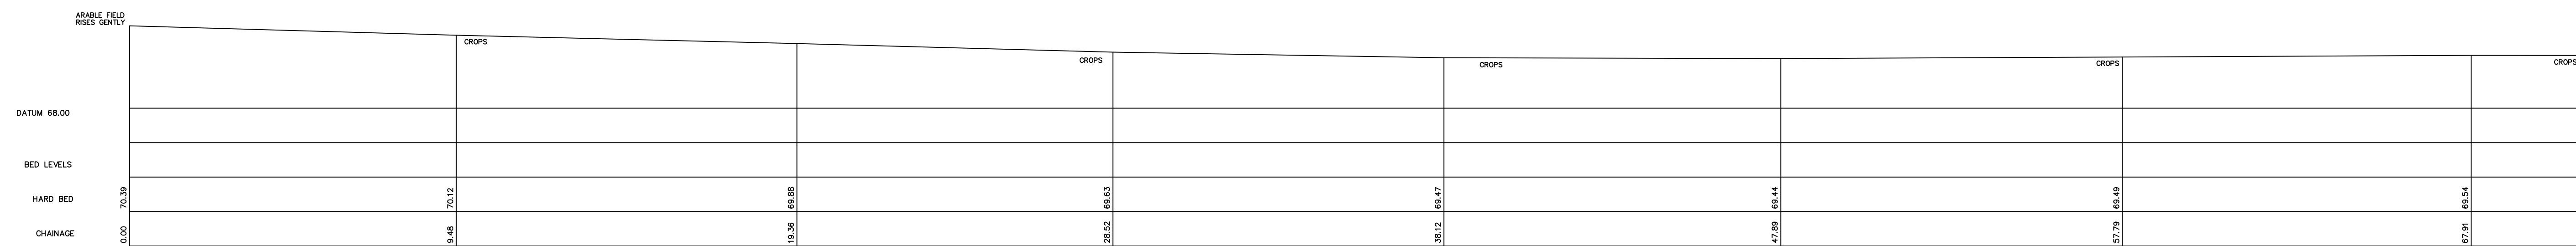 ARABLE FIELD
RISES GENTLY
CROPS
CROPS
CROPS
CROPS
CROPS
DATUM 68.00
BED LEVELS
HARD BED 70.39 70.12 69.88 69.63 69.47 69.44 69.49 69.54
CHAINAGE 0.00 9.48 19.36 28.52 38.12 47.89 57.79 67.91